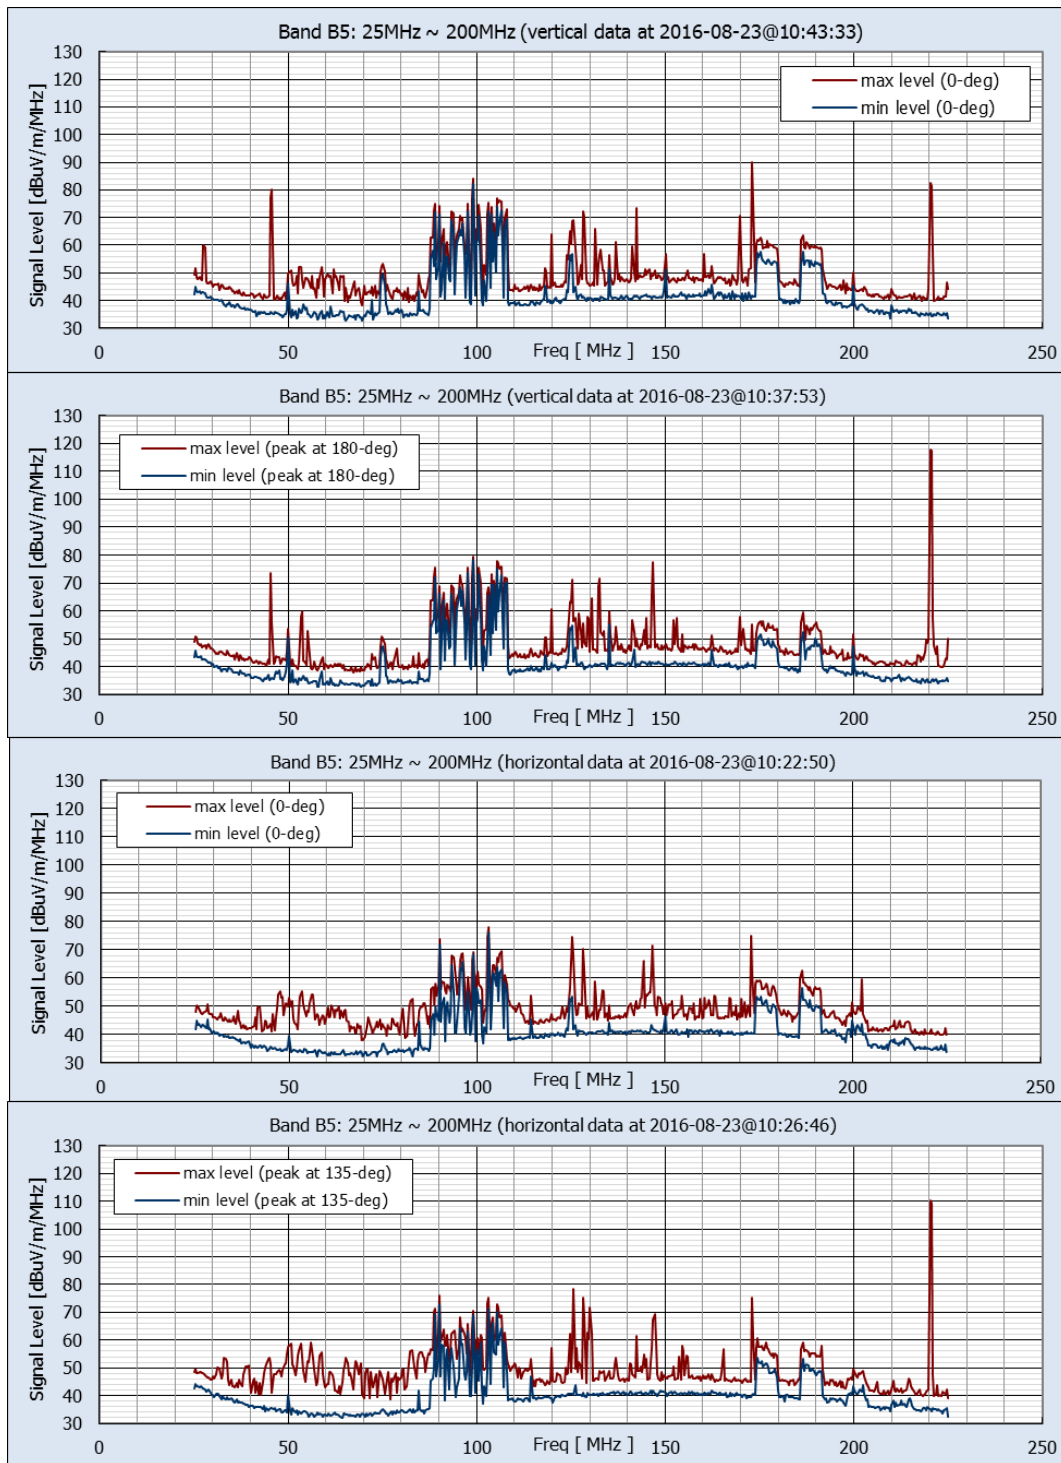 Band B5: 25MHz ~ 200MHz (vertical data at 2016-08-23@10:43:33)
130
120
110
100
90
80
70
60
50
40
30
Signal Level [dBuV/m/MHz]
max level (0-deg)
min level (0-deg)
0 50 100 150 200 250
Freq [ MHz ]
Band B5: 25MHz ~ 200MHz (vertical data at 2016-08-23@10:37:53)
130
120
110
100
90
80
70
60
50
40
30
Signal Level [dBuV/m/MHz]
max level (peak at 180-deg)
min level (peak at 180-deg)
0 50 100 150 200 250
Freq [ MHz ]
Band B5: 25MHz ~ 200MHz (horizontal data at 2016-08-23@10:22:50)
130
120
110
100
90
80
70
60
50
40
30
Signal Level [dBuV/m/MHz]
max level (0-deg)
min level (0-deg)
0 50 100 150 200 250
Freq [ MHz ]
Band B5: 25MHz ~ 200MHz (horizontal data at 2016-08-23@10:26:46)
130
120
110
100
90
80
70
60
50
40
30
Signal Level [dBuV/m/MHz]
max level (peak at 135-deg)
min level (peak at 135-deg)
0 50 100 150 200 250
Freq [ MHz ]